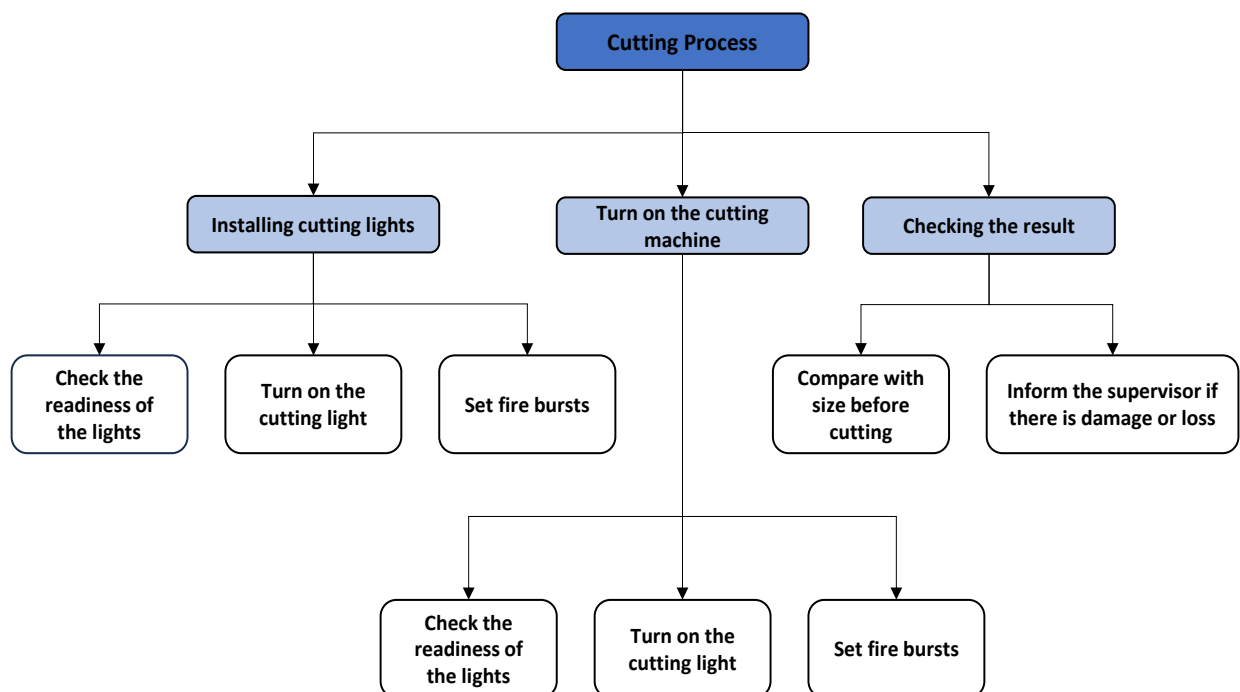 Cutting Process
Installing cutting lights
Turn on the cutting
machine
Checking the result
Check the
readiness of
the lights
Turn on the
cutting light
Set fire bursts
Compare with
size before
cutting
Inform the supervisor if
there is damage or loss
Check the
readiness of
the lights
Turn on the
cutting light
Set fire bursts